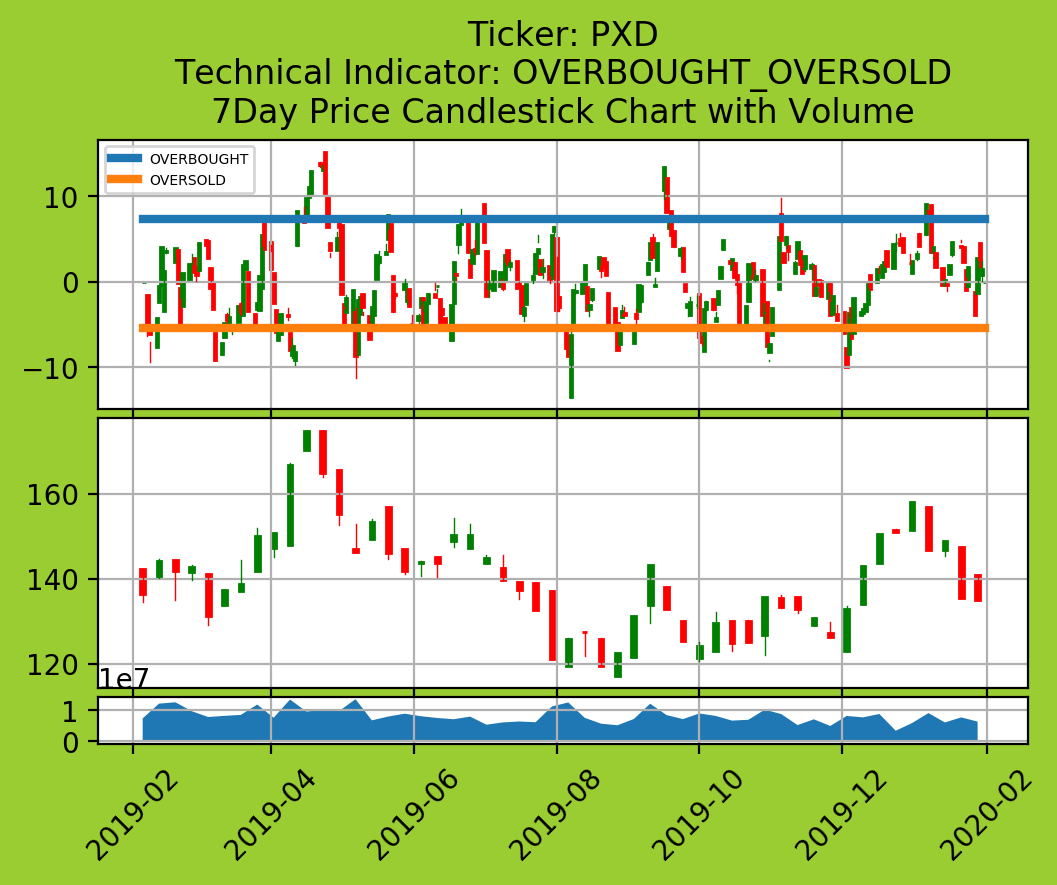 Ticker: PXD
Technical Indicator: OVERBOUGHT_OVERSOLD
7Day Price Candlestick Chart with Volume
OVERBOUGHT
OVERSOLD
10
0
−10
160
140
120
1e7
1
0
2019-02
2019-04
2019-06
2019-08
2019-10
2019-12
2020-02